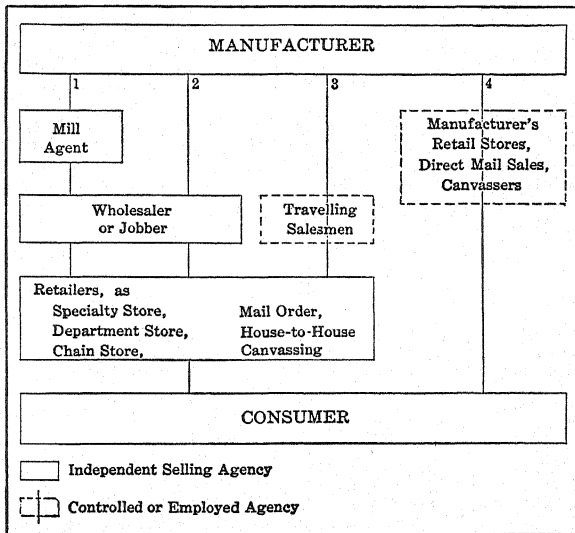 MANUFACTURER
1
2
3
4
Mill
Agent
Manufacturer's
Retail Stores,
Direct Mail Sales,
Canvassers
Wholesaler
or Jobber
Travelling
Salesmen
Retailers, as
Specialty Store,
Department Store,
Chain Store,
Mail Order,
House-to-House
Canvassing
CONSUMER
Independent Selling Agency
Controlled or Employed Agency